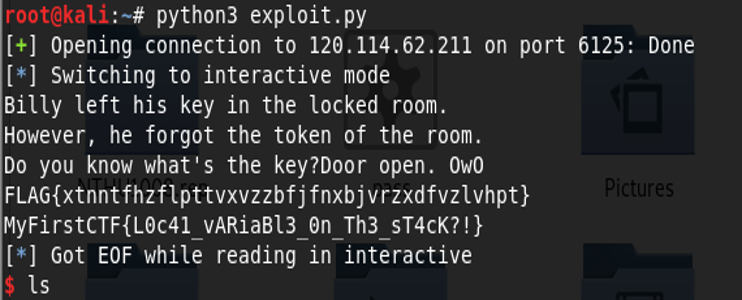 root@kali:~# python3 exploit.py
[+] Opening connection to 120.114.62.211 on port 6125: Done
[*] Switching to interactive mode
Billy left his key in the locked room.
However, he forgot the token of the room.
Do you know what's the key?Door open. OwO
FLAG{xtnntfhzflpttvxvzzbfjfnxbjvrzxdfvzlvhpt}
MyFirstCTF{L0c41_vARiaBl3_0n_Th3_sT4cK?!}
[*] Got EOF while reading in interactive
$ ls
Pictures